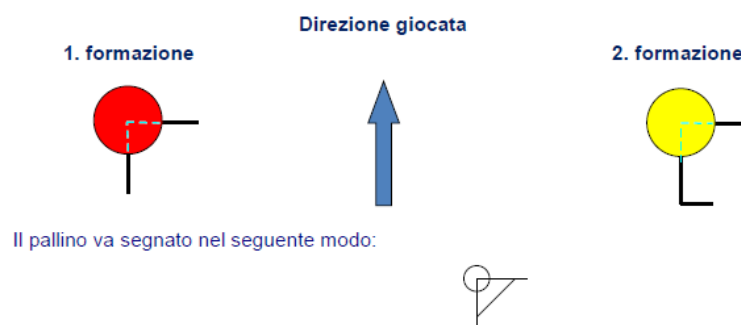 Direzione giocata
1. formazione
2. formazione
Il pallino va segnato nel seguente modo: